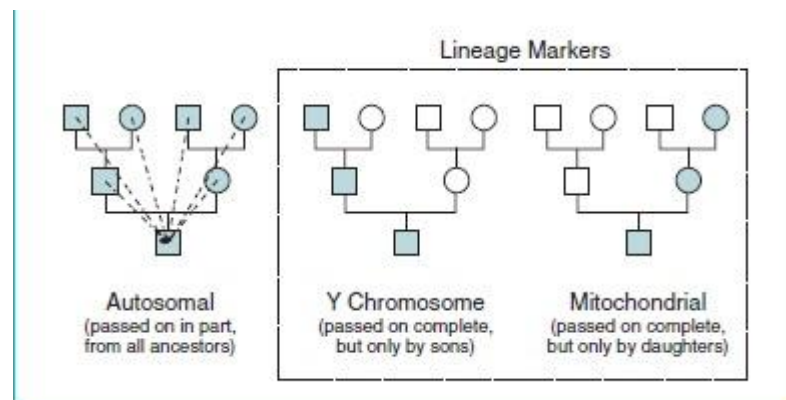 Lineage Markers
Autosomal
(passed on in part,
from all ancestors)
Y Chromosome
(passed on complete,
but only by sons)
Mitochondrial
(passed on complete,
but only by daughters)